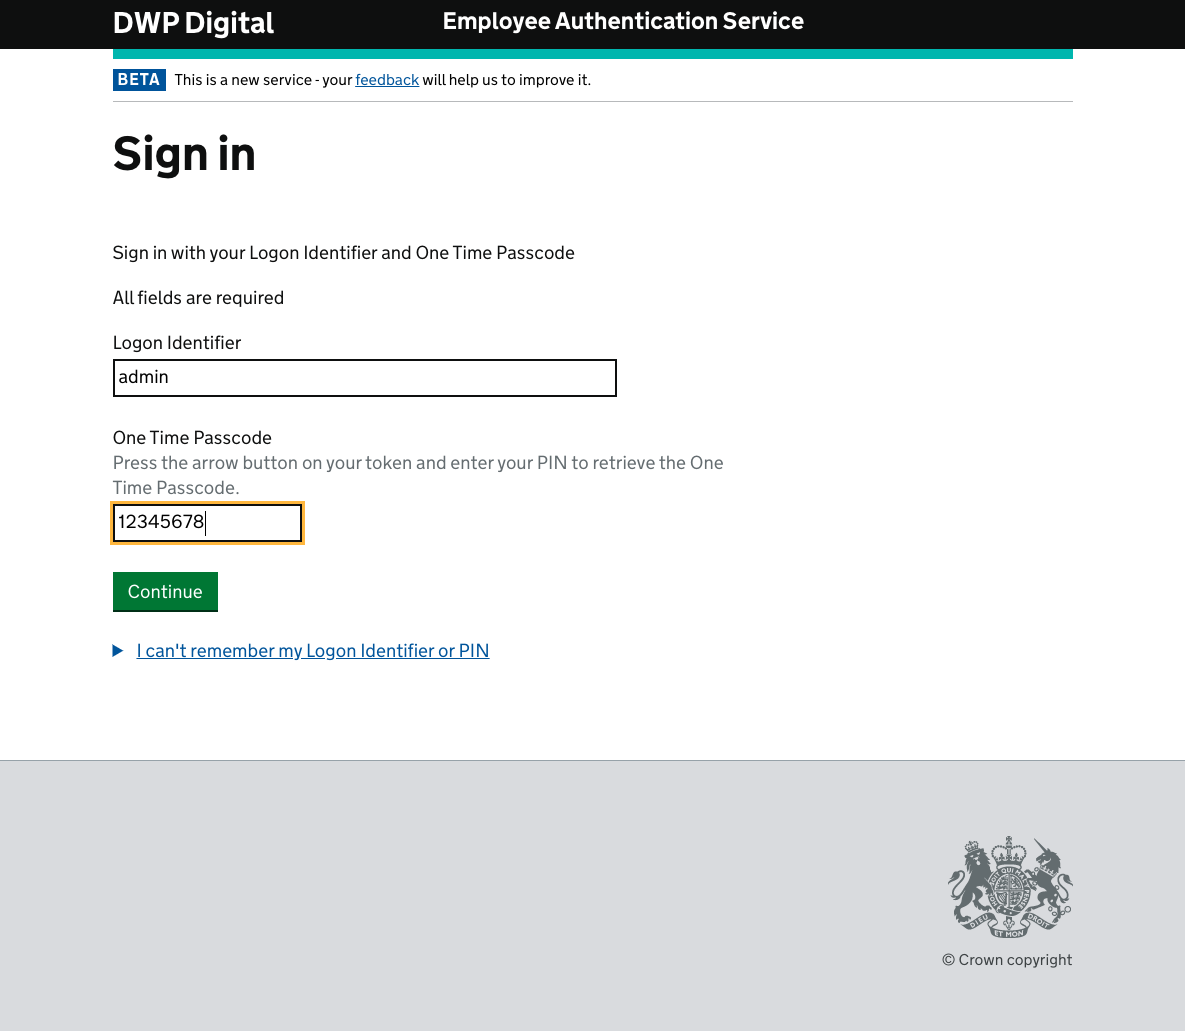 DWP Digital
Employee Authentication Service
BETA This is a new service - your feedback will help us to improve it.
Sign in
Sign in with your Logon Identifier and One Time Passcode
All fields are required
Logon Identifier
admin
One Time Passcode
Press the arrow button on your token and enter your PIN to retrieve the One
Time Passcode.
12345678
Continue
I can't remember my Logon Identifier or PIN
DIEU ET MON DROIT
© Crown copyright